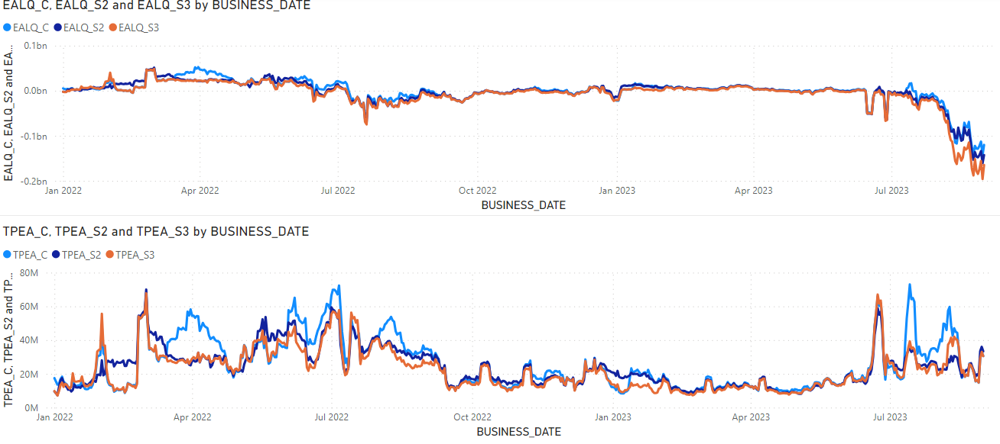 EALQ_C, EALQ_S2 and EALQ_S3 by BUSINESS_DATE
EALQ_C EALQ_S2 EALQ_S3
EALQ_C, EALQ_S2 and EA...
0.1bn
0.0bn
-0.1bn
-0.2bn
Jan 2022 Apr 2022 Jul 2022 Oct 2022 Jan 2023 Apr 2023 Jul 2023
BUSINESS_DATE
TPEA_C, TPEA_S2 and TPEA_S3 by BUSINESS_DATE
TPEA_C TPEA_S2 TPEA_S3
TPEA_C, TPEA_S2 and TP...
80M
60M
40M
20M
0M
Jan 2022 Apr 2022 Jul 2022 Oct 2022 Jan 2023 Apr 2023 Jul 2023
BUSINESS_DATE